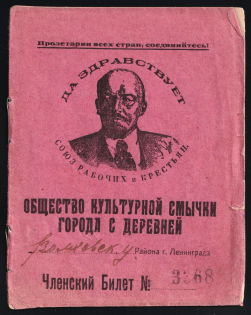 Пролетарии всех стран, соединяйтесь!
ДА ЗДРАВСТВУЕТ
СОЮЗ РАБОЧИХ и КРЕСТЬЯН.
ОБЩЕСТВО КУЛЬТУРНОЙ СМЫЧКИ
ГОРОДА С ДЕРЕВНЕЙ
Района г. Ленинграда
Членский Билет № 3568